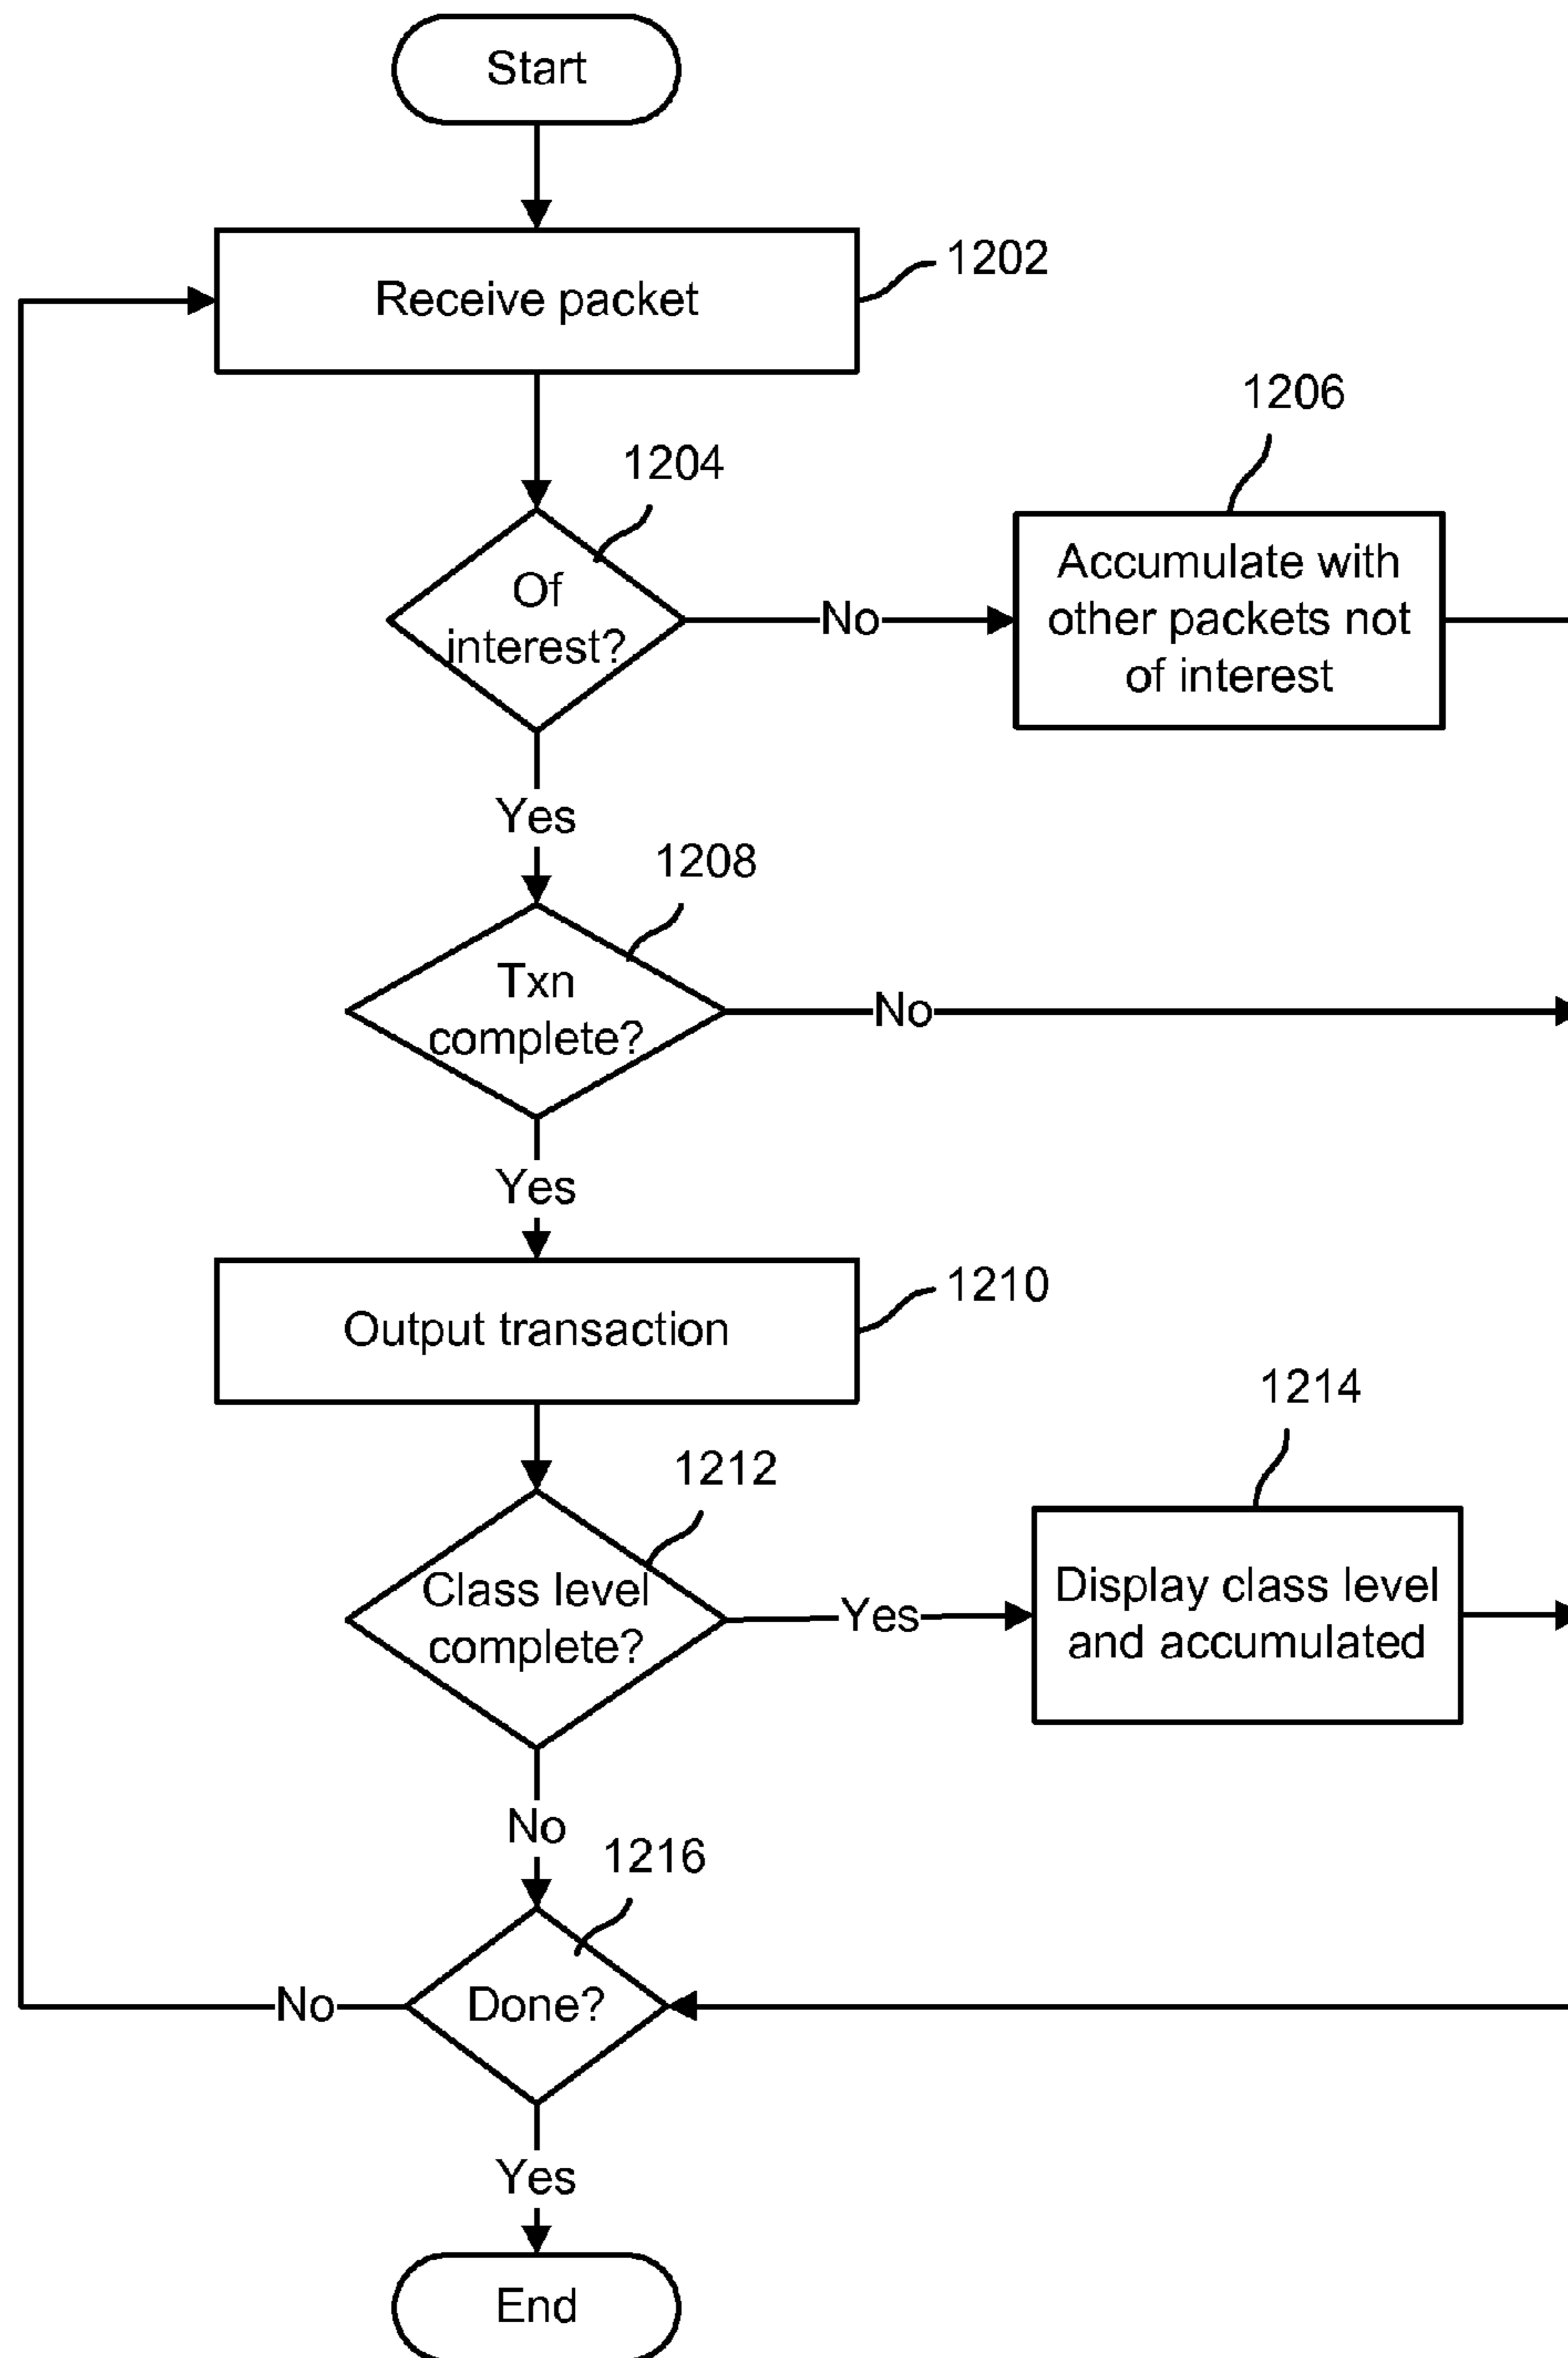 Start
Receive packet
1202
1204
1206
Of
interest?
No
Accumulate with
other packets not
of interest
Yes
1208
Txn
complete?
No
Yes
Output transaction
1210
1212
1214
Class level
complete?
Yes
Display class level
and accumulated
No
1216
Done?
No
Yes
End